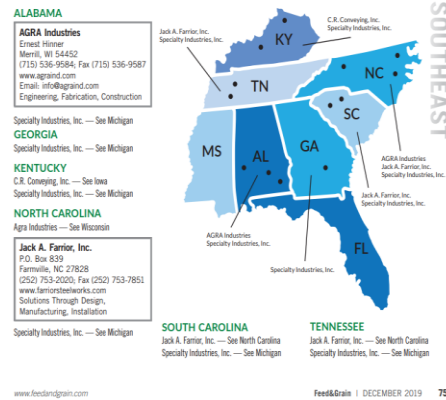 ALABAMA
AGRA Industries
Ernest Hinner
Merrill, WI 54452
(715) 536-9584; Fax (715) 536-9587
www.agraind.com
Email: info@agraind.com
Engineering, Fabrication, Construction
Specialty Industries, Inc. — See Michigan
GEORGIA
Specialty Industries, Inc. — See Michigan
KENTUCKY
C.R. Conveying, Inc. — See Iowa
Specialty Industries, Inc. — See Michigan
NORTH CAROLINA
Agra Industries — See Wisconsin
Jack A. Farrior, Inc.
P.O. Box 839
Farmville, NC 27828
(252) 753-2020; Fax (252) 753-7851
www.farriorsteelworks.com
Solutions Through Design,
Manufacturing, Installation
Specialty Industries, Inc. — See Michigan
Jack A. Farrior, Inc.
Specialty Industries, Inc.
C.R. Conveying, Inc.
Specialty Industries, Inc.
KY
TN
NC
SC
MS
AL
GA
FL
AGRA Industries
Jack A. Farrior, Inc.
Specialty Industries, Inc.
Jack A. Farrior, Inc.
Specialty Industries, Inc.
AGRA Industries
Specialty Industries, Inc.
Specialty Industries, Inc.
SOUTHEAST
SOUTH CAROLINA
Jack A. Farrior, Inc. — See North Carolina
Specialty Industries, Inc. — See Michigan
TENNESSEE
Jack A. Farrior, Inc. — See North Carolina
Specialty Industries, Inc. — See Michigan
www.feedandgrain.com
Feed&Grain | DECEMBER 2019 75